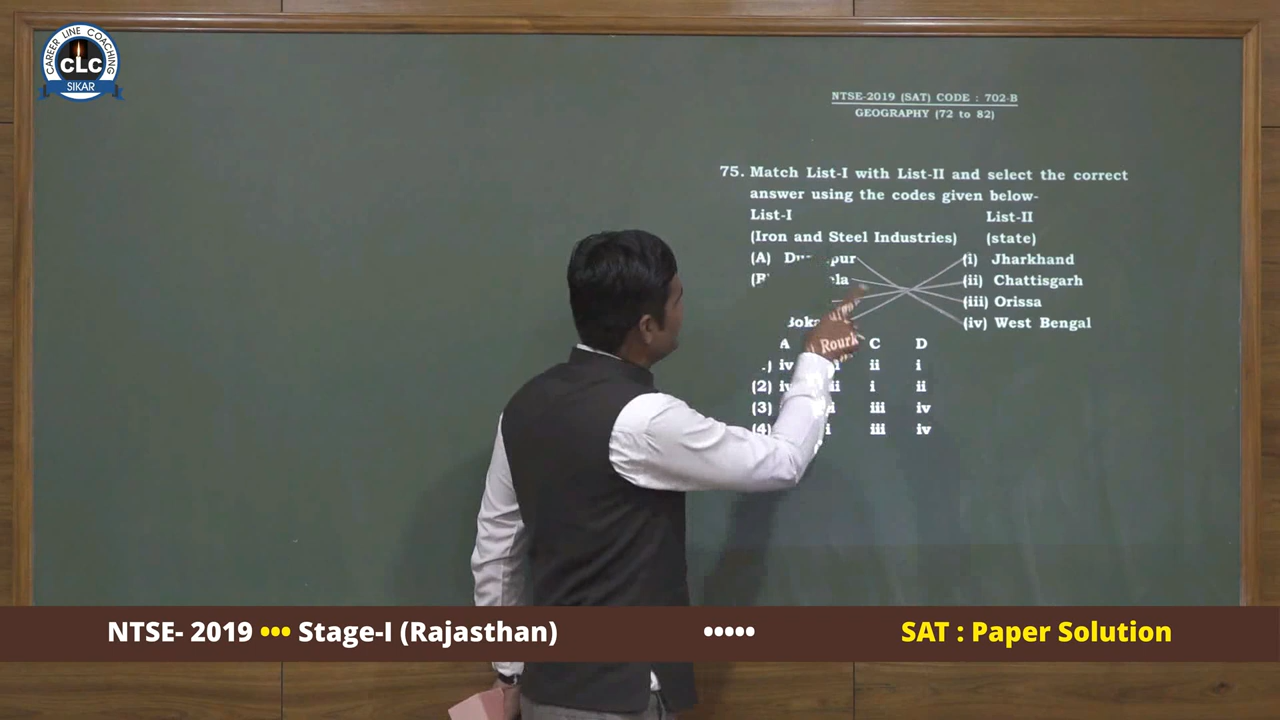 CAREER LINE COACHING
CLC
SIKAR
NTSE-2019 (SAT) CODE : 702-B
GEOGRAPHY (72 to 82)
75. Match List-I with List-II and select the correct
answer using the codes given below-
List-I List-II
(Iron and Steel Industries) (state)
(A) (i) Jharkhand
(ii) Chattisgarh
(iii) Orissa
(iv) West Bengal
A C D
iv ii i
(2) i ii
(3) iii iv
(4) iii iv
NTSE- 2019 ••• Stage-I (Rajasthan) ••••• SAT : Paper Solution